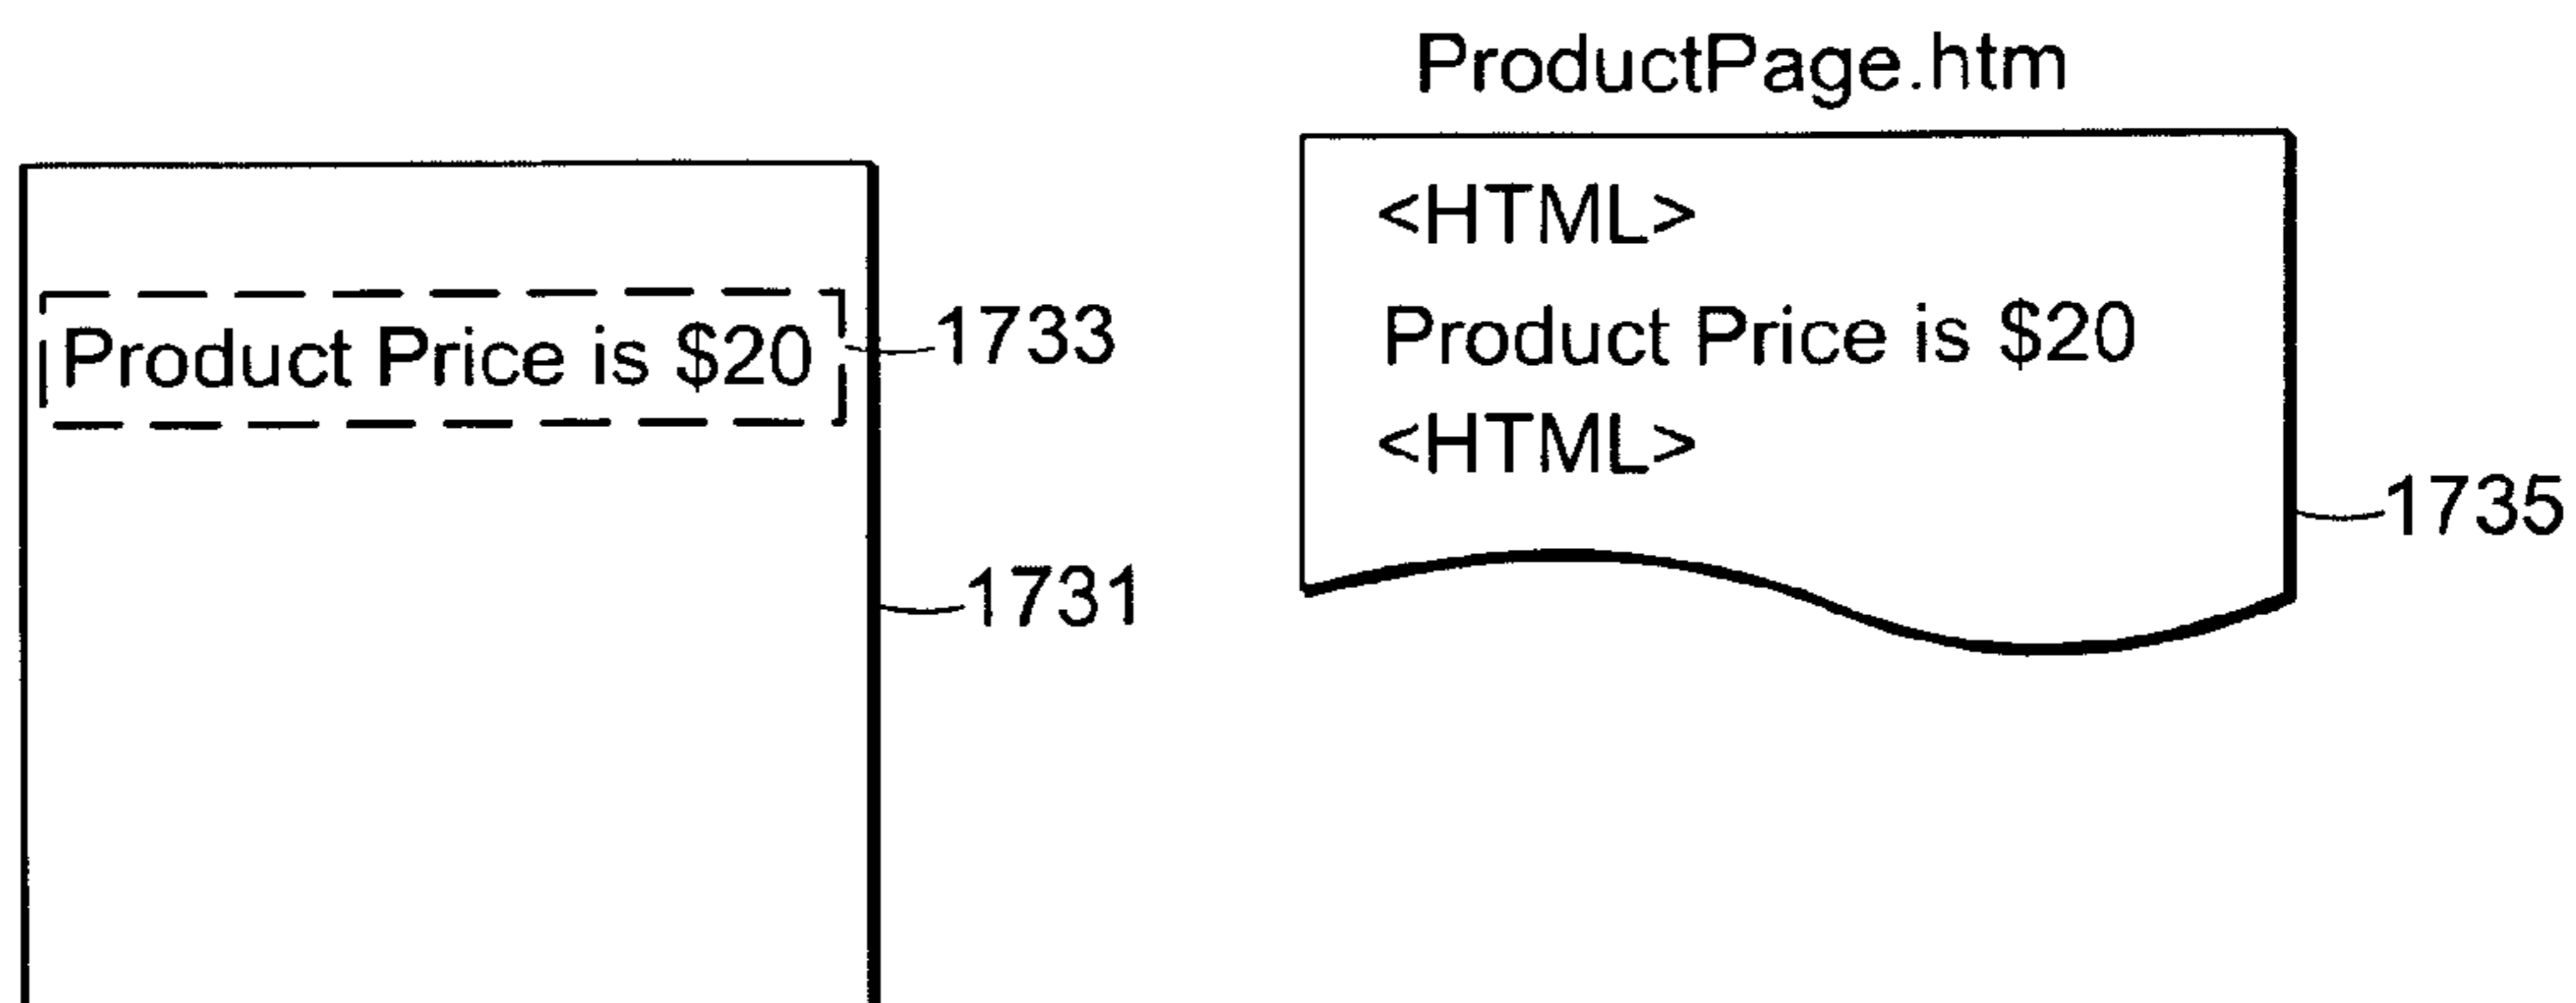 ProductPage.htm
<HTML>
Product Price is $20
<HTML>
1735
Product Price is $20
1733
1731